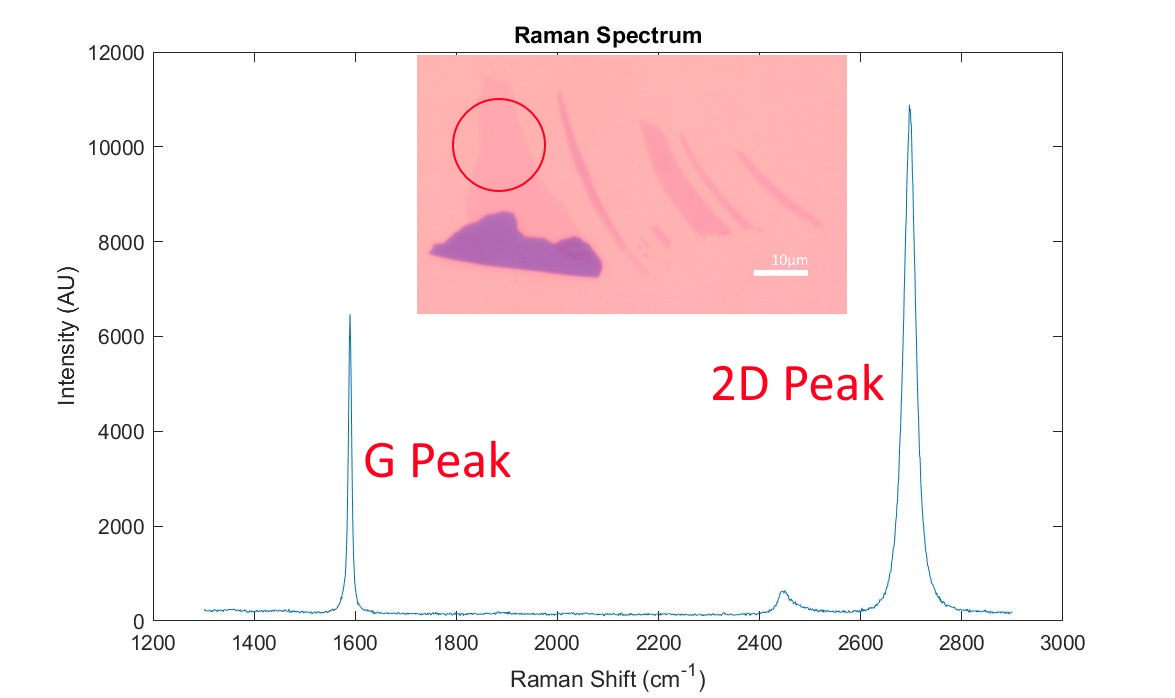 Raman Spectrum
12000
10000
8000
6000
4000
2000
0
Intensity (AU)
10μm
2D Peak
G Peak
1200 1400 1600 1800 2000 2200 2400 2600 2800 3000
Raman Shift (cm⁻¹)